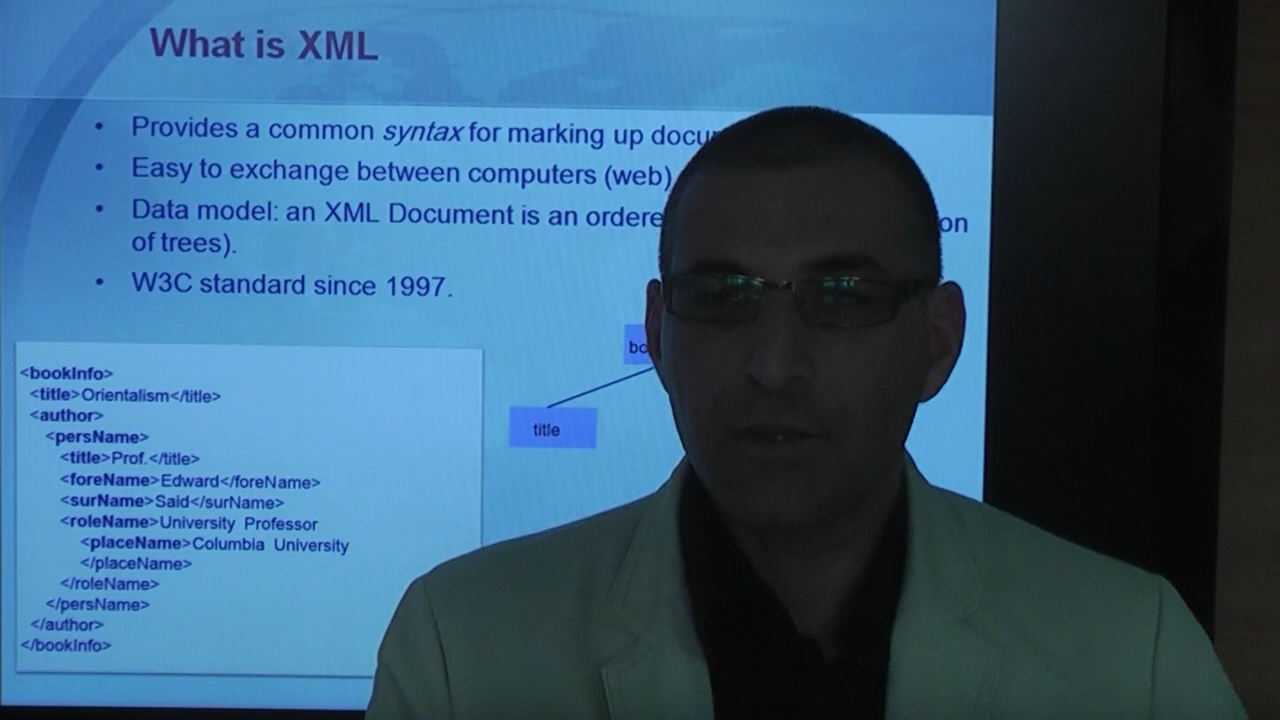 What is XML
• Provides a common syntax for marking up
• Easy to exchange between computers (web)
• Data model: an XML Document is an
of trees).
• W3C standard since 1997.
<bookInfo>
<title>Orientalism</title>
<author>
<persName>
<title>Prof.</title>
<foreName>Edward</foreName>
<surName>Said</surName>
<roleName>University Professor
<placeName>Columbia University
</placeName>
</roleName>
</persName>
</author>
</bookInfo>
title